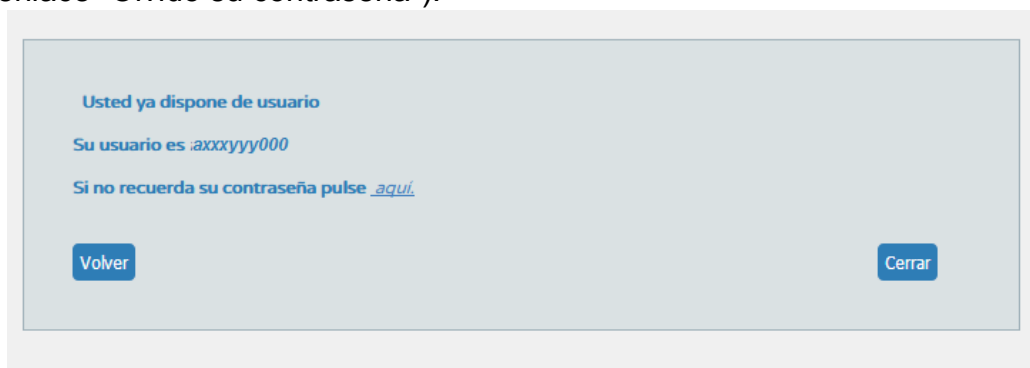 Usted ya dispone de usuario
Su usuario es axxxyyy000
Si no recuerda su contraseña pulse aquí.
Volver
Cerrar